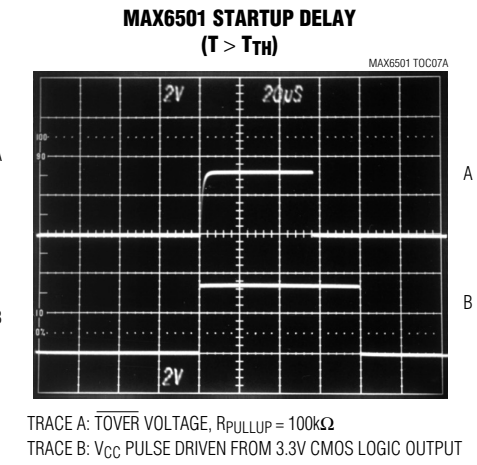 MAX6501 STARTUP DELAY
(T > TTH)
MAX6501 TOC07A
2V 20US
100
90
A
B
10
0%
2V
TRACE A: TOVER VOLTAGE, RPULLUP = 100kΩ
TRACE B: VCC PULSE DRIVEN FROM 3.3V CMOS LOGIC OUTPUT